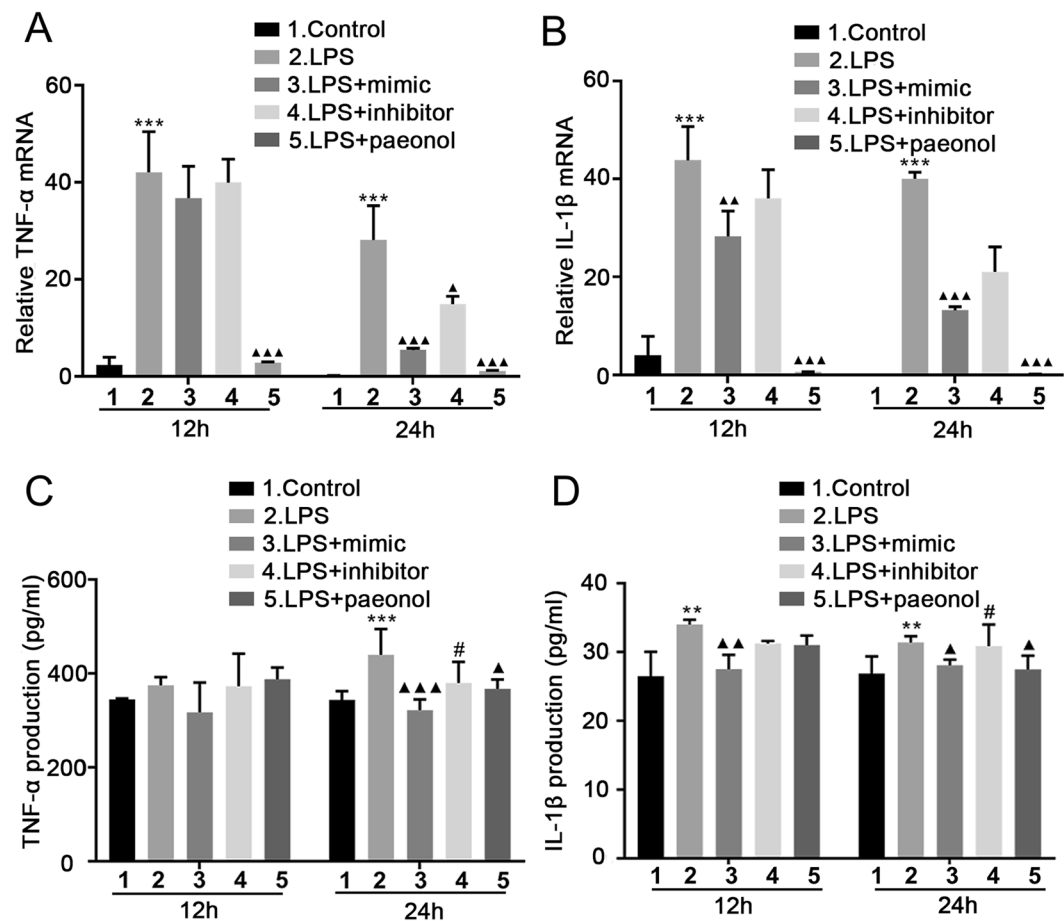 A
1.Control
2.LPS
3.LPS+mimic
4.LPS+inhibitor
5.LPS+paeonol
Relative TNF-α mRNA
60
40
20
0
***
▲▲▲
***
▲▲▲
▲
▲▲▲
1 2 3 4 5 1 2 3 4 5
12h 24h
B
1.Control
2.LPS
3.LPS+mimic
4.LPS+inhibitor
5.LPS+paeonol
Relative IL-1β mRNA
60
40
20
0
***
▲▲
▲▲▲
***
▲▲▲
▲▲▲
1 2 3 4 5 1 2 3 4 5
12h 24h
C
1.Control
2.LPS
3.LPS+mimic
4.LPS+inhibitor
5.LPS+paeonol
TNF-α production (pg/ml)
600
400
200
0
***
▲▲▲
#
▲
1 2 3 4 5 1 2 3 4 5
12h 24h
D
1.Control
2.LPS
3.LPS+mimic
4.LPS+inhibitor
5.LPS+paeonol
IL-1β production (pg/ml)
40
30
20
30
0
**
▲▲
**
▲
#
▲
1 2 3 4 5 1 2 3 4 5
12h 24h